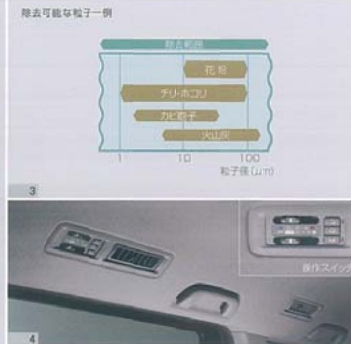 除去可能な粒子一例
除去範囲
花 粉
チリ・ホコリ
カビ胞子
火山灰
1 10 100
粒子径(μm)
3
操作スイッチ
4